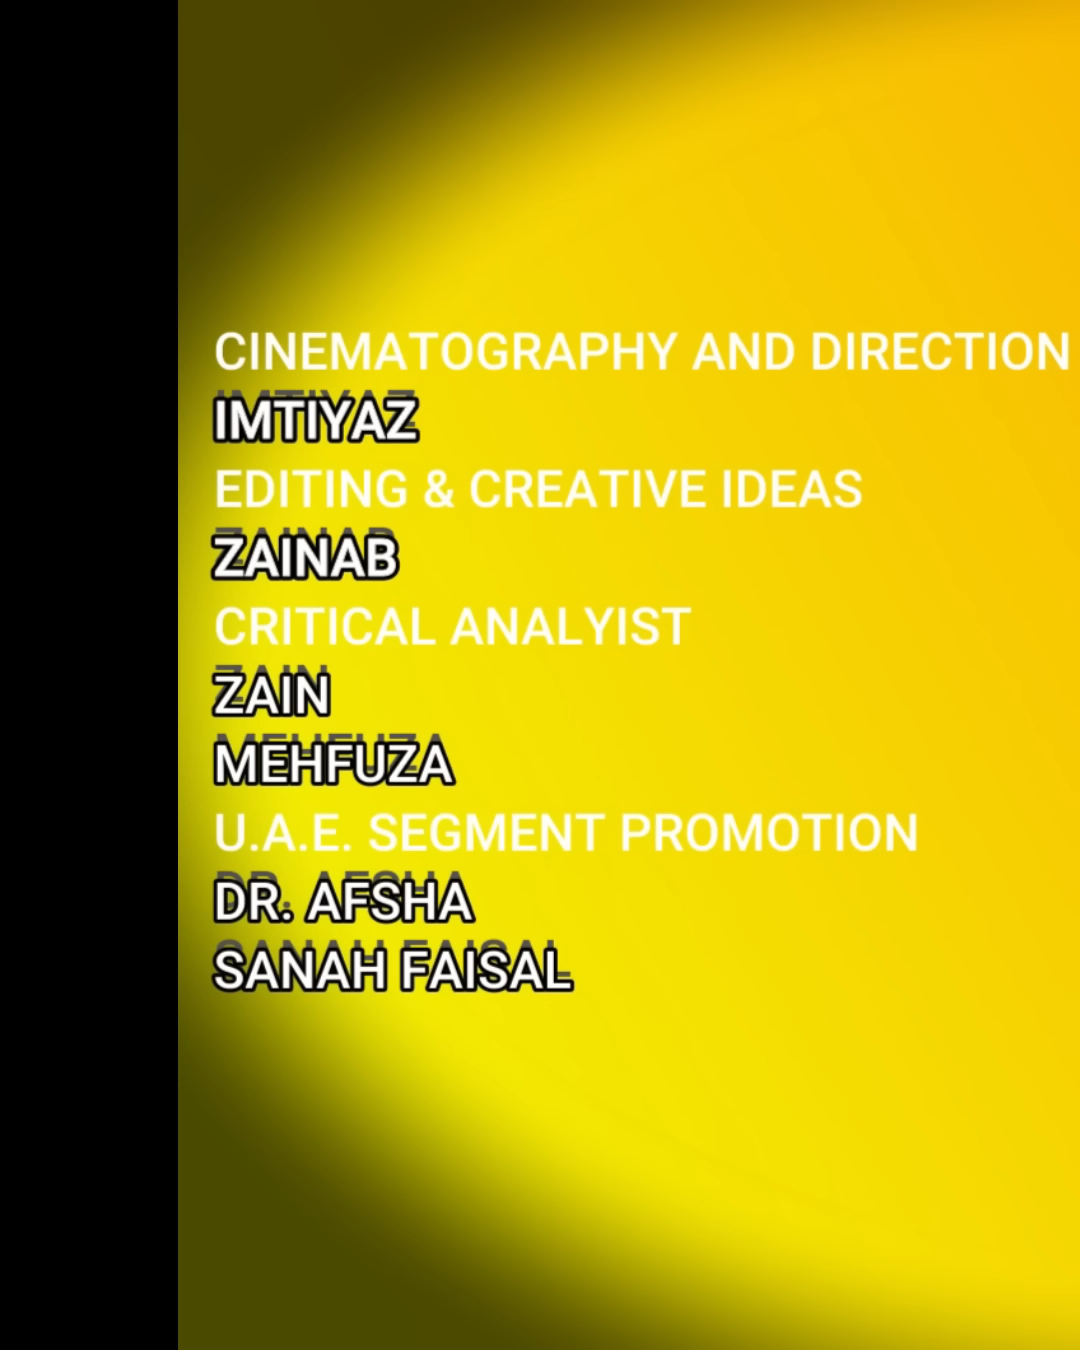 CINEMATOGRAPHY AND DIRECTION
IMTIYAZ
EDITING & CREATIVE IDEAS
ZAINAB
CRITICAL ANALYIST
ZAIN
MEHFUZA
U.A.E. SEGMENT PROMOTION
DR. AFSHA
SANAH FAISAL